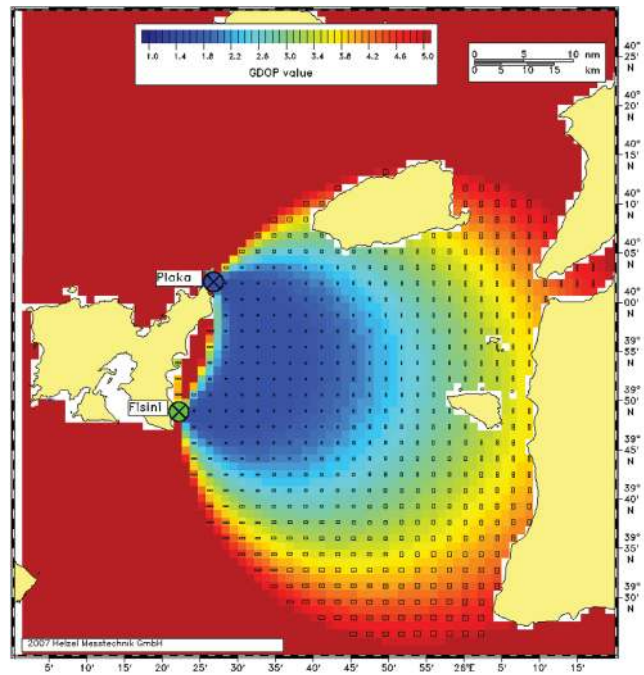 1.0 1.4 1.8 2.2 2.6 3.0 3.4 3.8 4.2 4.6 5.0
GDOP value
0 5 10 nm
0 5 10 15 km
40° 25' N
40° 20' N
40° 15' N
40° 10' N
40° 05' N
40° 00' N
39° 55' N
39° 50' N
39° 45' N
39° 40' N
39° 35' N
39° 30' N
Plaka
Fisini
2007 Helzel Messtechnik GmbH
5' 10' 15' 20' 25' 30' 35' 40' 45' 50' 55' 26°E 5' 10' 15'